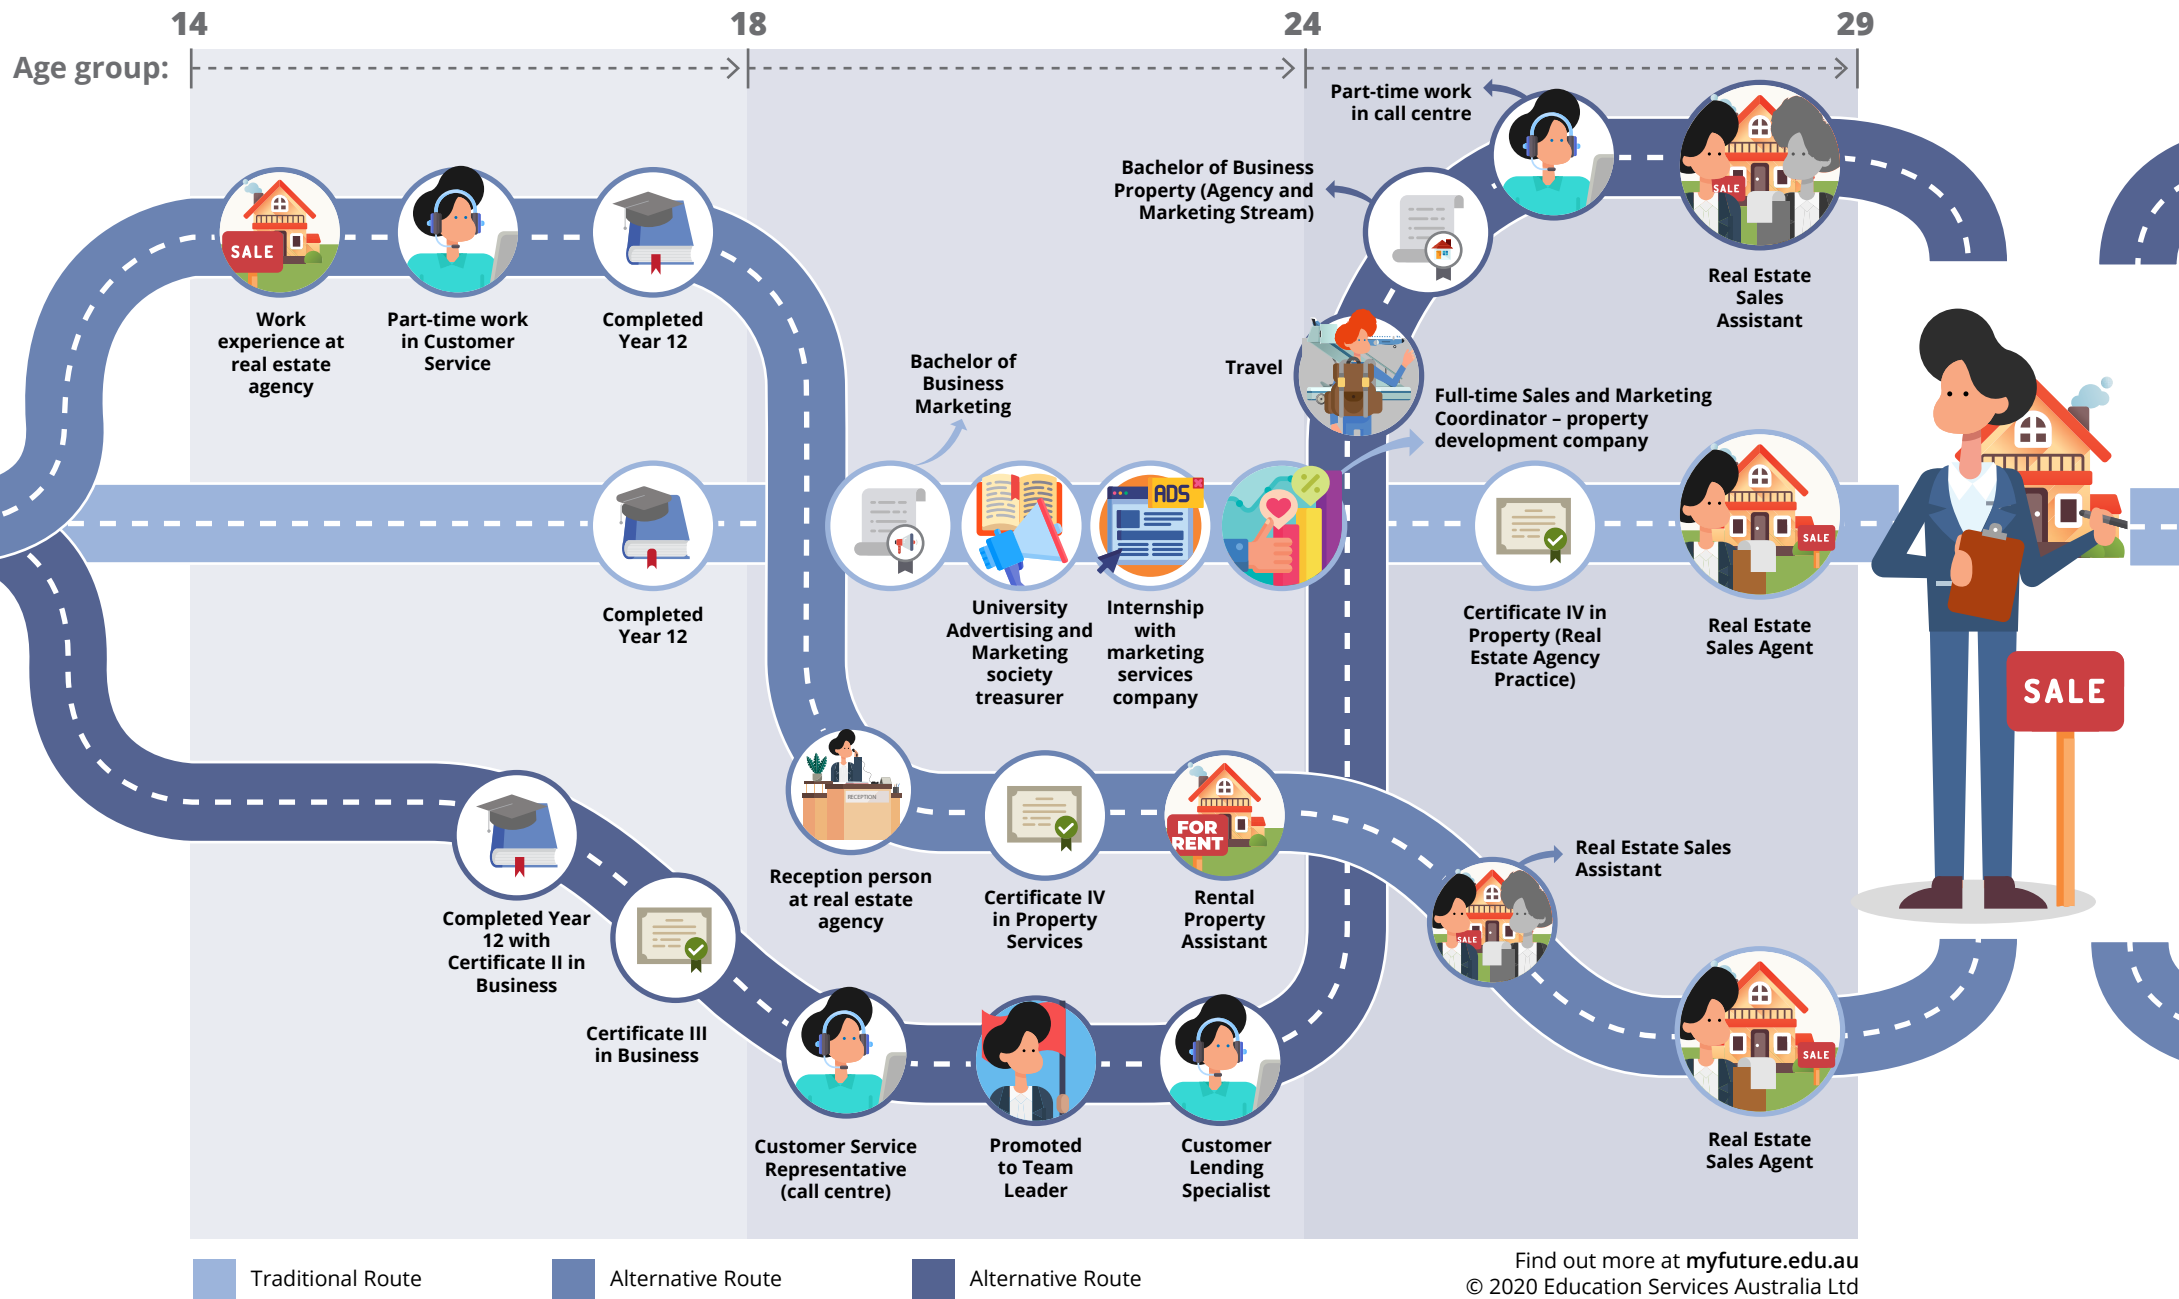 14
18
24
29
Age group:
Part-time work
in call centre
Bachelor of Business
Property (Agency and
Marketing Stream)
SALE
SALE
Real Estate
Sales
Assistant
Work
experience at
real estate
agency
Part-time work
in Customer
Service
Completed
Year 12
Travel
Bachelor of
Business
Marketing
Full-time Sales and Marketing
Coordinator – property
development company
ADS
%
SALE
Completed
Year 12
University
Advertising and
Marketing
society
treasurer
Internship
with
marketing
services
company
Certificate IV in
Property (Real
Estate Agency
Practice)
Real Estate
Sales Agent
SALE
RECEPTION
FOR
RENT
Reception person
at real estate
agency
Certificate IV
in Property
Services
Rental
Property
Assistant
Real Estate Sales
Assistant
SALE
Completed Year
12 with
Certificate II in
Business
Certificate III
in Business
SALE
Customer Service
Representative
(call centre)
Promoted
to Team
Leader
Customer
Lending
Specialist
Real Estate
Sales Agent
Traditional Route
Alternative Route
Alternative Route
Find out more at myfuture.edu.au
© 2020 Education Services Australia Ltd